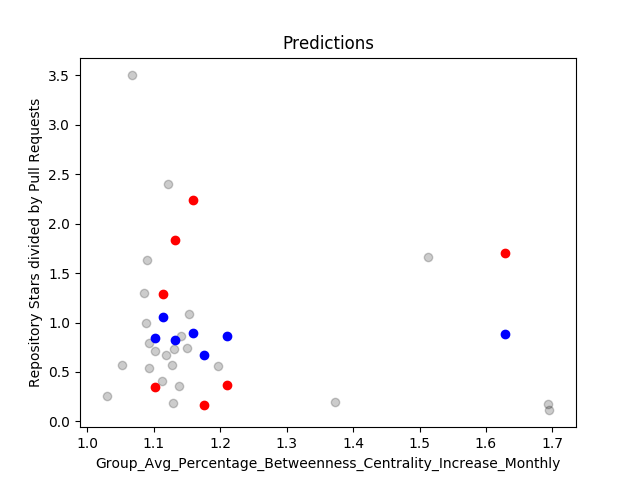 Predictions
Repository Stars divided by Pull Requests
3.5
3.0
2.5
2.0
1.5
1.0
0.5
0.0
1.0 1.1 1.2 1.3 1.4 1.5 1.6 1.7
Group_Avg_Percentage_Betweenness_Centrality_Increase_Monthly